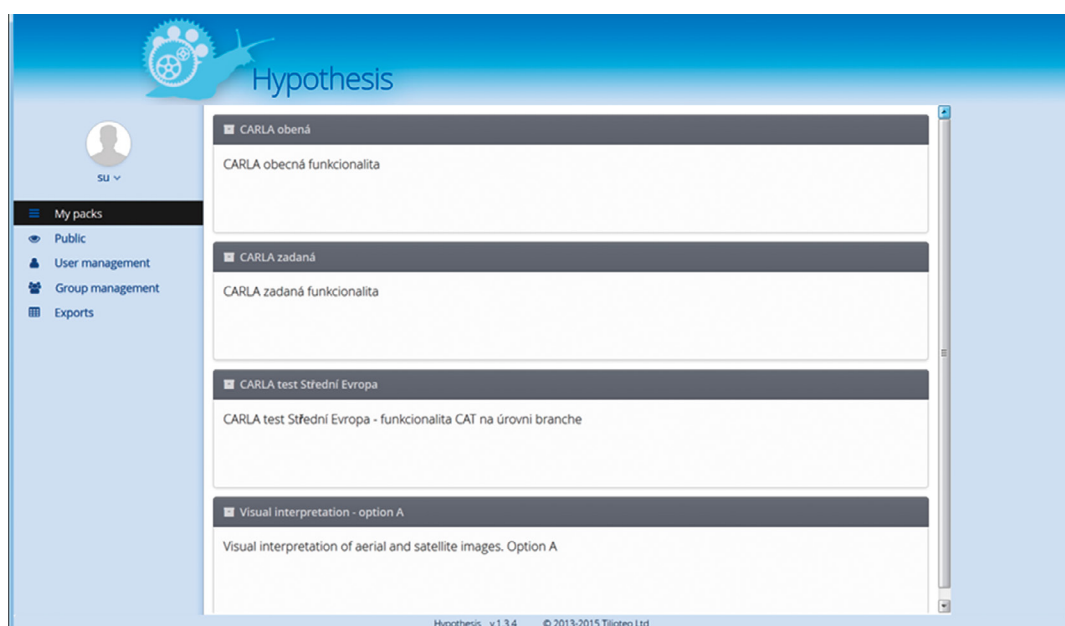 Hypothesis
su
My packs
Public
User management
Group management
Exports
CARLA obená
CARLA obecná funkcionalita
CARLA zadaná
CARLA zadaná funkcionalita
CARLA test Střední Evropa
CARLA test Střední Evropa - funkcionalita CAT na úrovni branche
Visual interpretation - option A
Visual interpretation of aerial and satellite images. Option A
Hypothesis v.1.3.4 © 2013-2015 Tilioteo Ltd